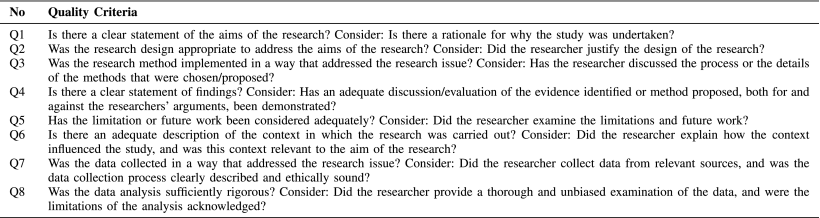 No Quality Criteria
Q1 Is there a clear statement of the aims of the research? Consider: Is there a rationale for why the study was undertaken?
Q2 Was the research design appropriate to address the aims of the research? Consider: Did the researcher justify the design of the research?
Q3 Was the research method implemented in a way that addressed the research issue? Consider: Has the researcher discussed the process or the details
of the methods that were chosen/proposed?
Q4 Is there a clear statement of findings? Consider: Has an adequate discussion/evaluation of the evidence identified or method proposed, both for and
against the researchers' arguments, been demonstrated?
Q5 Has the limitation or future work been considered adequately? Consider: Did the researcher examine the limitations and future work?
Q6 Is there an adequate description of the context in which the research was carried out? Consider: Did the researcher explain how the context
influenced the study, and was this context relevant to the aim of the research?
Q7 Was the data collected in a way that addressed the research issue? Consider: Did the researcher collect data from relevant sources, and was the
data collection process clearly described and ethically sound?
Q8 Was the data analysis sufficiently rigorous? Consider: Did the researcher provide a thorough and unbiased examination of the data, and were the
limitations of the analysis acknowledged?